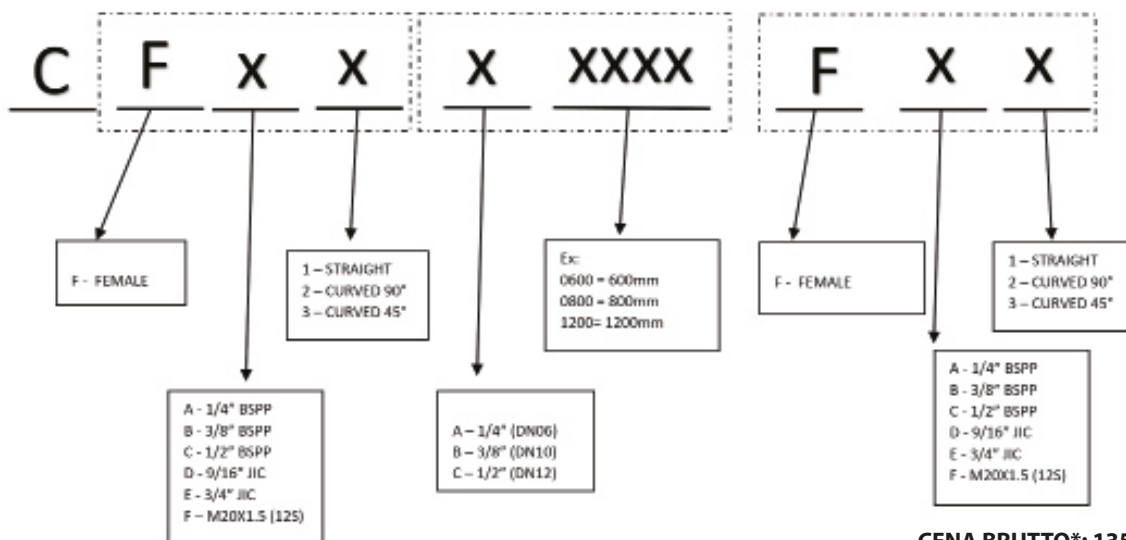 C F x x x xxxx F x x
F - FEMALE
1 – STRAIGHT
2 – CURVED 90°
3 – CURVED 45°
Ex:
0600 = 600mm
0800 = 800mm
1200= 1200mm
F - FEMALE
1 – STRAIGHT
2 – CURVED 90°
3 – CURVED 45°
A - 1/4" BSPP
B - 3/8" BSPP
C - 1/2" BSPP
D - 9/16" JIC
E - 3/4" JIC
F – M20X1.5 (12S)
A – 1/4" (DN06)
B – 3/8" (DN10)
C – 1/2" (DN12)
A - 1/4" BSPP
B - 3/8" BSPP
C - 1/2" BSPP
D - 9/16" JIC
E - 3/4" JIC
F - M20X1.5 (12S)
CENA BRUTTO*: 135